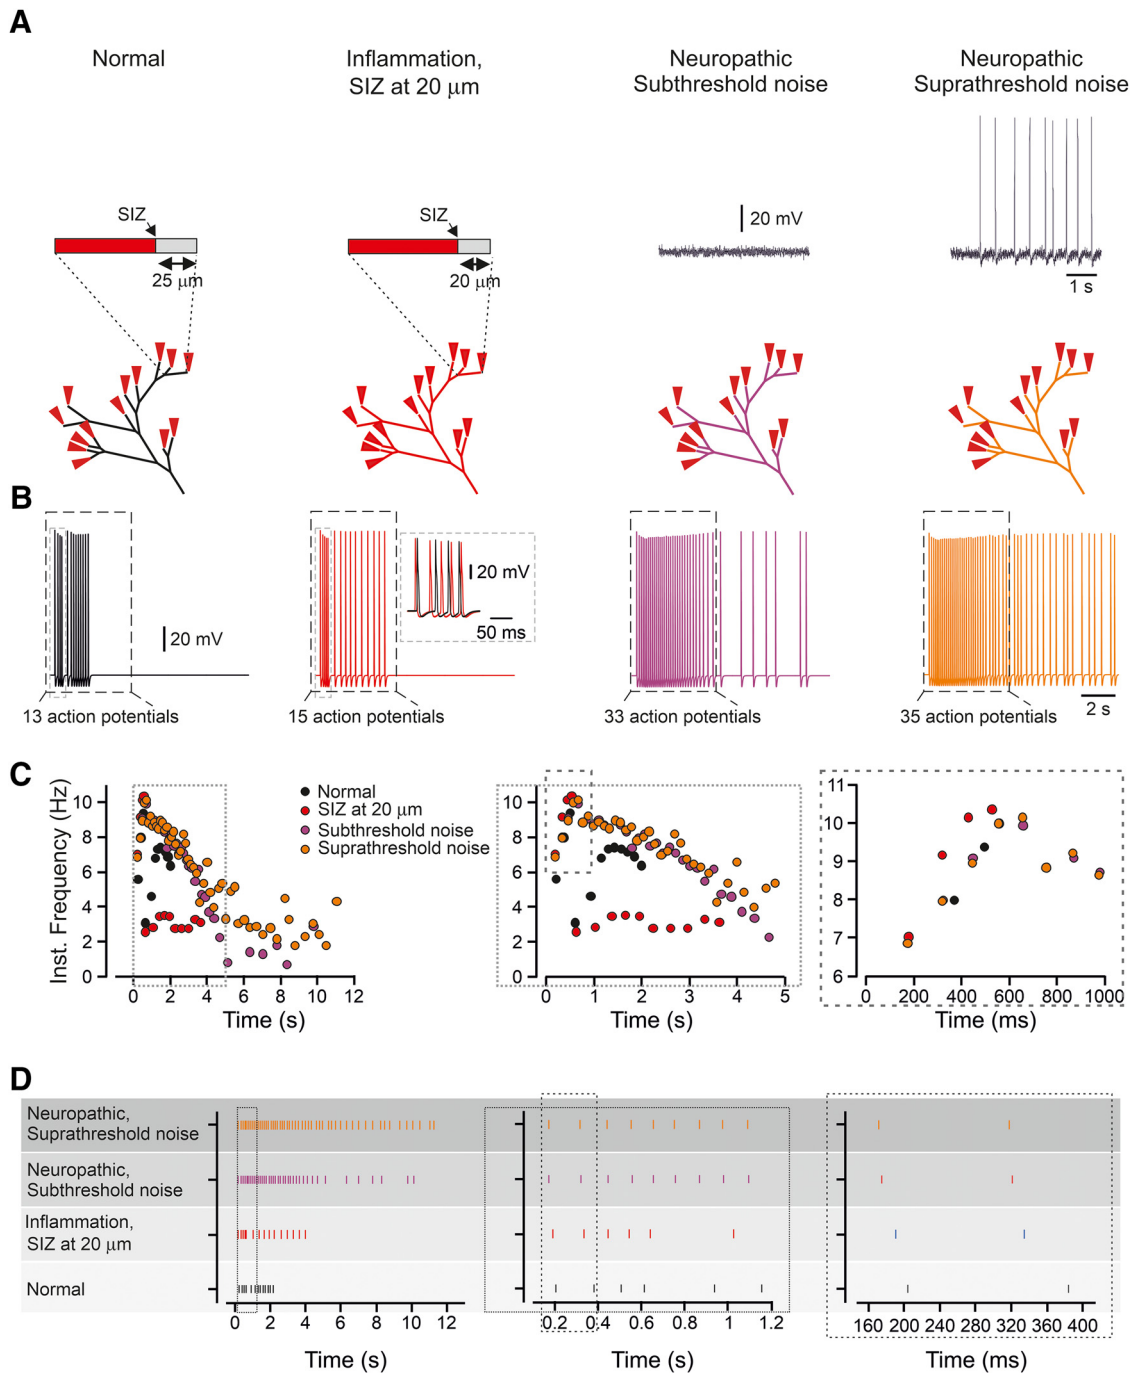 A
Normal
Inflammation,
SIZ at 20 μm
Neuropathic
Subthreshold noise
Neuropathic
Suprathreshold noise
SIZ
25 μm
SIZ
20 μm
20 mV
1 s
B
20 mV
13 action potentials
20 mV
50 ms
15 action potentials
33 action potentials
35 action potentials
2 s
C
Inst. Frequency (Hz)
10
8
6
4
2
0
0 2 4 6 8 10 12
Time (s)
Normal
SIZ at 20 μm
Subthreshold noise
Suprathreshold noise
10
8
6
4
2
0
0 1 2 3 4 5
Time (s)
11
10
9
8
7
6
0 200 400 600 800 1000
Time (ms)
D
Neuropathic,
Suprathreshold noise
Neuropathic,
Subthreshold noise
Inflammation,
SIZ at 20 μm
Normal
0 2 4 6 8 10 12
Time (s)
0.2 0.4 0.6 0.8 1 1.2
Time (s)
160 200 240 280 320 360 400
Time (ms)